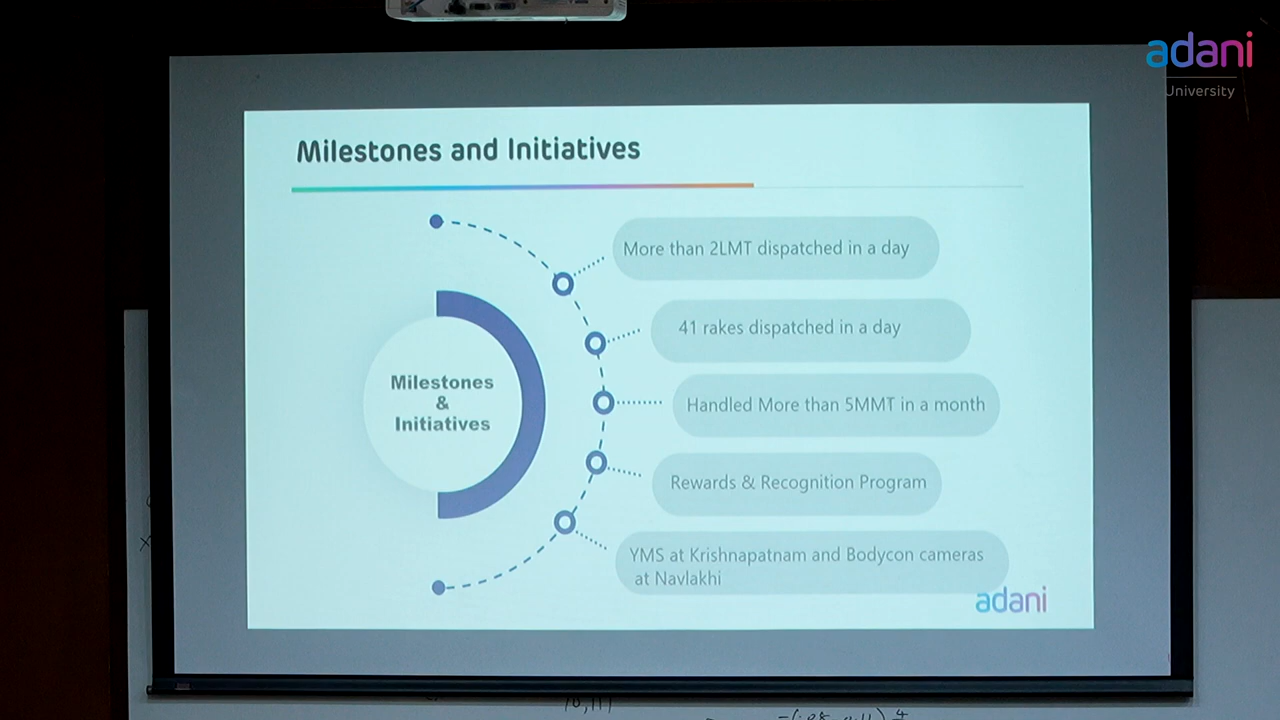 adani
University
Milestones and Initiatives
More than 2LMT dispatched in a day
41 rakes dispatched in a day
Milestones
&
Initiatives
Handled More than 5MMT in a month
Rewards & Recognition Program
YMS at Krishnapatnam and Bodycon cameras
at Navlakhi
adani